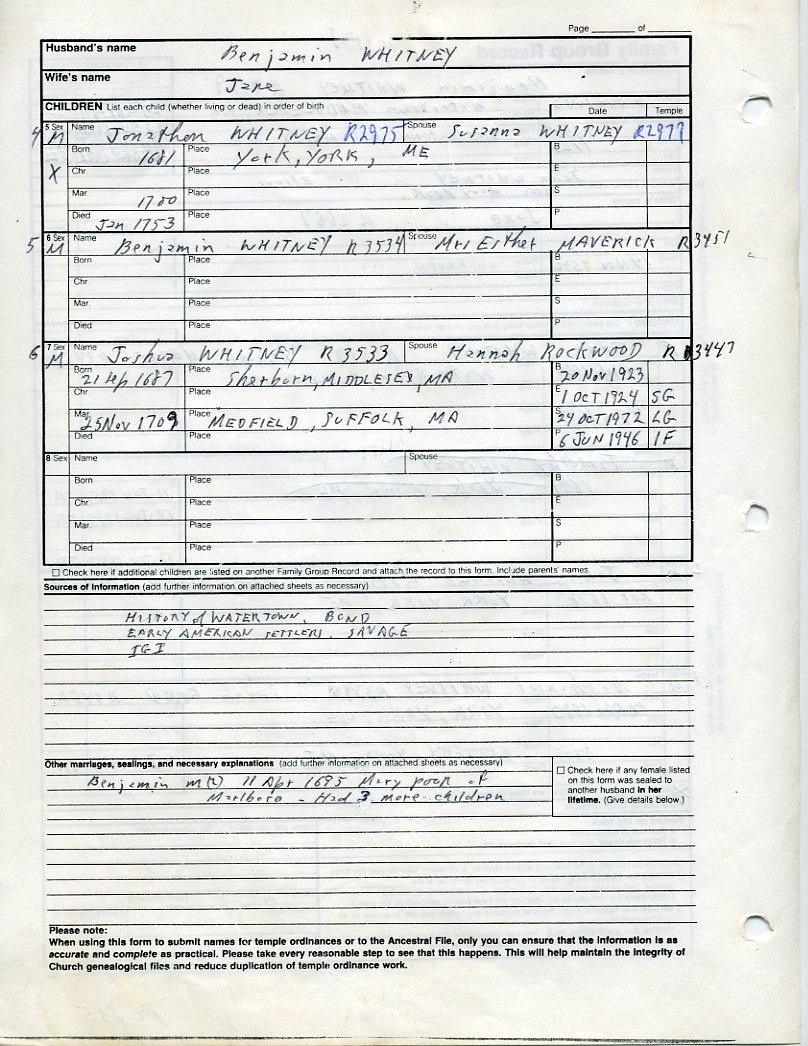 Page ______ of ______
Husband's name Benjamin WHITNEY
Wife's name Jane
CHILDREN List each child (whether living or dead) in order of birth Date Temple
4 5 Sex M Name Jonathon WHITNEY R2975 Spouse Susanna WHITNEY R2977
Born 1681 Place York, YORK, ME B
X Chr. Place E
Mar. 1700 Place S
Died Jan 1753 Place P
5 6 Sex M Name Benjamin WHITNEY R3534 Spouse Mrs Esther MAVERICK R3451
Born Place B
Chr. Place E
Mar. Place S
Died Place P
6 7 Sex M Name Joshua WHITNEY R3533 Spouse Hannah ROCKWOOD R3447
Born 21 Sep 1687 Place Sherborn, MIDDLESEX, MA B 20 Nov 1923
Chr. Place E 1 OCT 1924 SG
Mar. 25 Nov 1709 Place MEDFIELD, SUFFOLK, MA S 24 OCT 1972 LG
Died Place P 6 JUN 1946 IF
8 Sex Name Spouse
Born Place B
Chr. Place E
Mar. Place S
Died Place P
☐ Check here if additional children are listed on another Family Group Record and attach the record to this form. Include parents' names.
Sources of Information (add further information on attached sheets as necessary)
HISTORY of WATERTOWN, BOND
EARLY AMERICAN SETTLERS, SAVAGE
IGI
Other marriages, sealings, and necessary explanations (add further information on attached sheets as necessary)
Benjamin m(2) 11 Apr 1695 Mary poor of
Marlboro - Had 3 more children
☐ Check here if any female listed
on this form was sealed to
another husband in her
lifetime. (Give details below.)
Please note:
When using this form to submit names for temple ordinances or to the Ancestral File, only you can ensure that the information is as
accurate and complete as practical. Please take every reasonable step to see that this happens. This will help maintain the integrity of
Church genealogical files and reduce duplication of temple ordinance work.